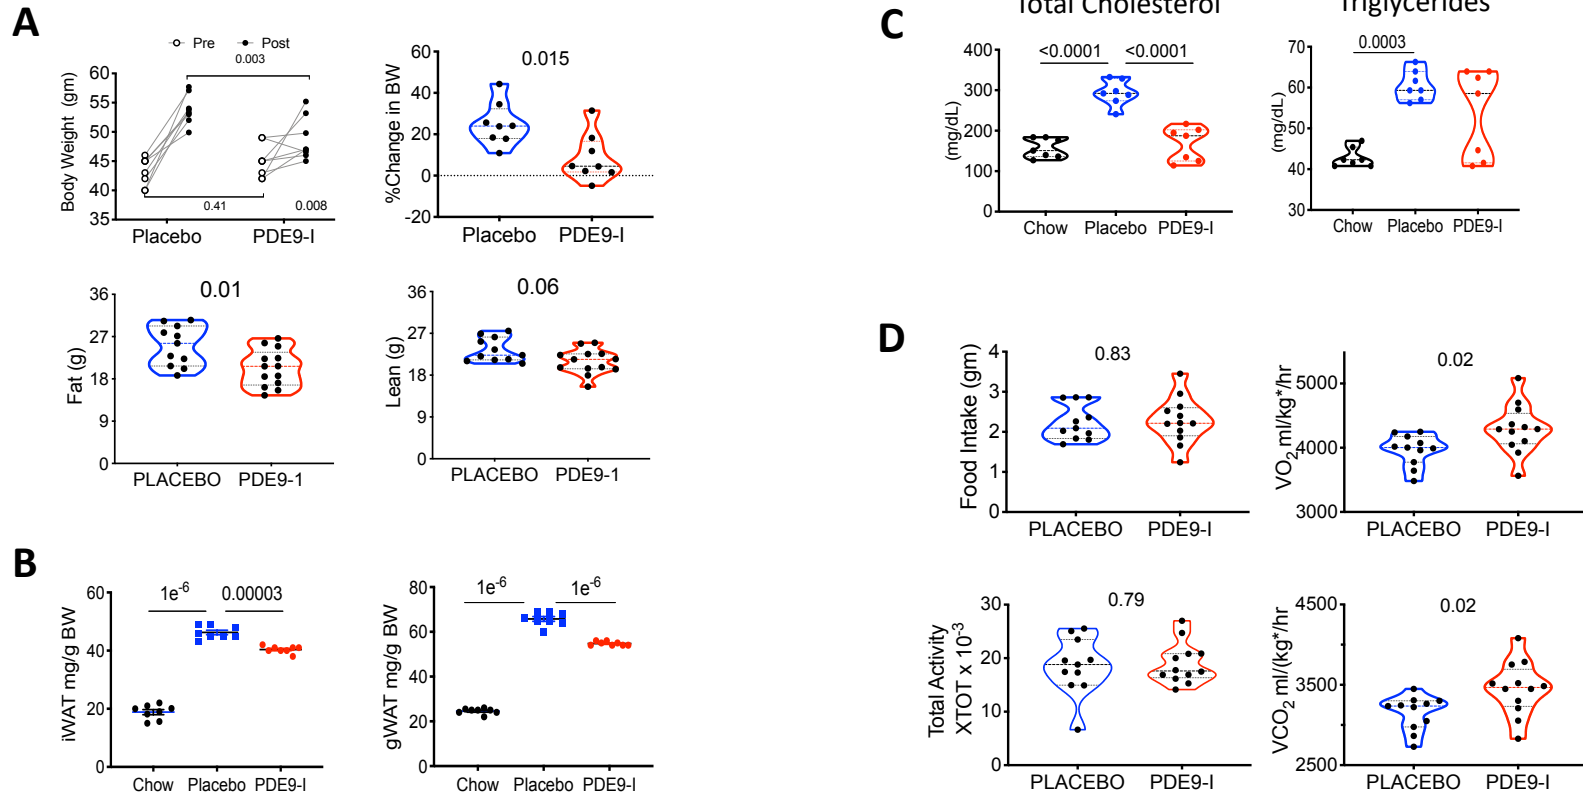 A
Pre Post
0.003
Body Weight (gm)
60
55
50
45
40
35
0.41
0.008
Placebo PDE9-I
%Change in BW
60
40
20
0
-20
0.015
Placebo PDE9-I
Fat (g)
36
27
18
9
0
0.01
PLACEBO PDE9-1
Lean (g)
36
27
18
9
0
0.06
PLACEBO PDE9-1
B
iWAT mg/g BW
60
40
20
0
1e-6 0.00003
Chow Placebo PDE9-I
gWAT mg/g BW
80
60
40
20
0
1e-6 1e-6
Chow Placebo PDE9-I
C
Total Cholesterol
(mg/dL)
400
300
200
100
0
<0.0001 <0.0001
Chow Placebo PDE9-I
Triglycerides
(mg/dL)
70
60
50
40
30
0.0003
Chow Placebo PDE9-I
D
Food Intake (gm)
4
3
2
1
0
0.83
PLACEBO PDE9-I
VO2 ml/kg*/hr
5000
4000
3000
0.02
PLACEBO PDE9-I
Total Activity
XTOT x 10-3
30
20
10
0
0.79
PLACEBO PDE9-I
VCO2 ml/(kg*/hr
4500
3500
2500
0.02
PLACEBO PDE9-I